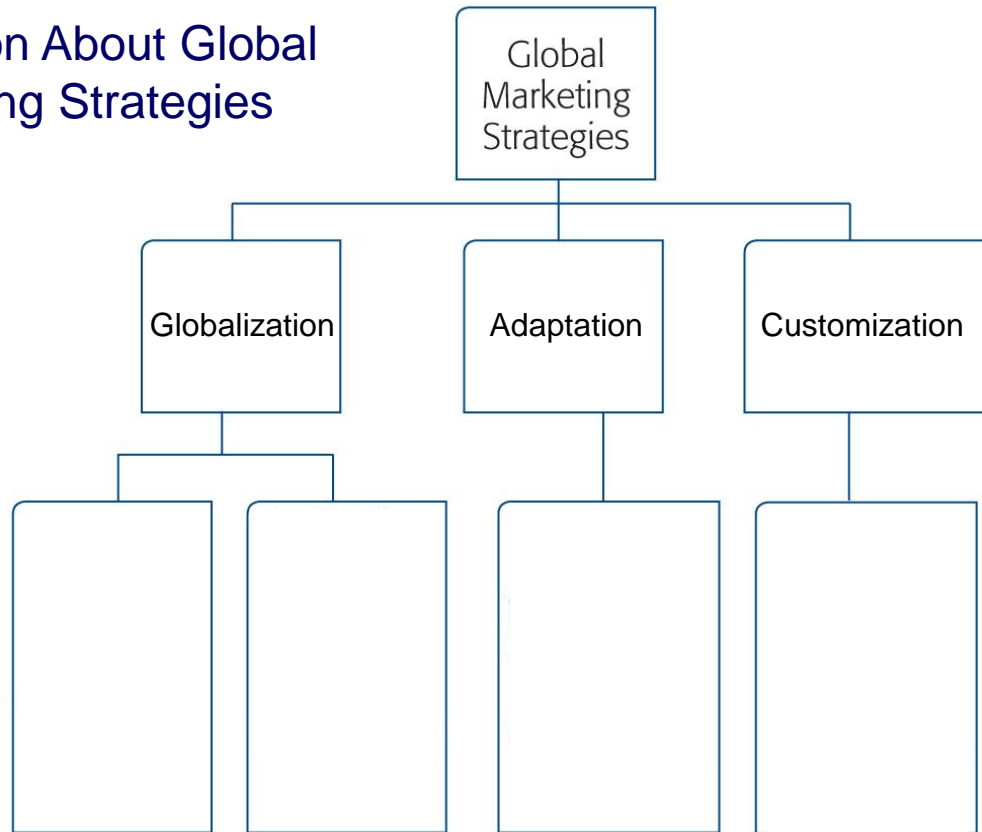 on About Global
ng Strategies
Global
Marketing
Strategies
Globalization
Adaptation
Customization